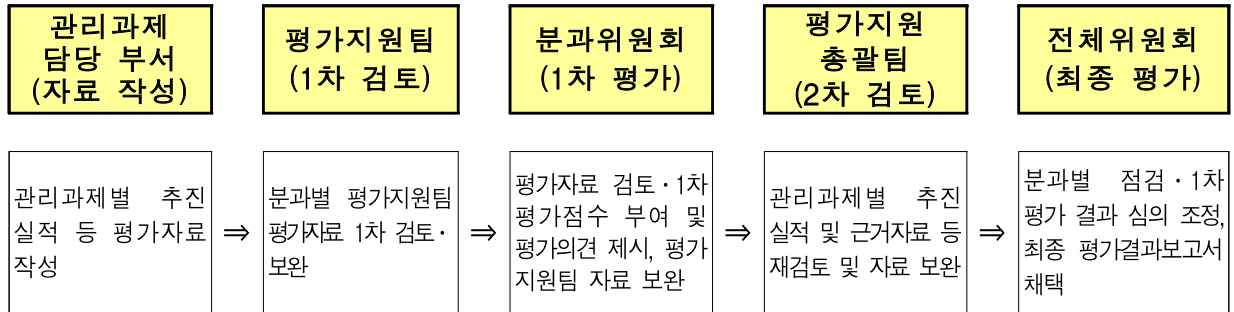 관리과제
담당 부서
(자료 작성)
평가지원팀
(1차 검토)
분과위원회
(1차 평가)
평가지원
총괄팀
(2차 검토)
전체위원회
(최종 평가)
관리과제별 추진
실적 등 평가자료
작성
⇒
분과별 평가지원팀
평가자료 1차 검토·
보완
⇒
평가자료 검토·1차
평가점수 부여 및
평가의견 제시, 평가
지원팀 자료 보완
⇒
관리과제별 추진
실적 및 근거자료 등
재검토 및 자료 보완
⇒
분과별 점검·1차
평가 결과 심의 조정,
최종 평가결과보고서
채택